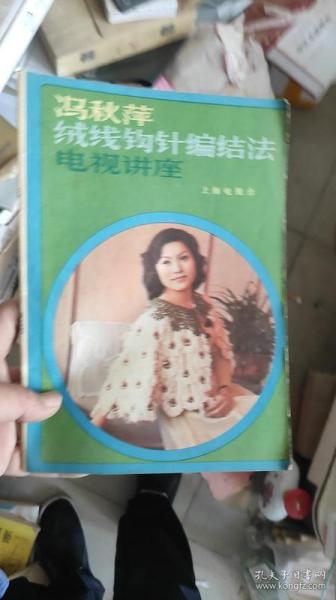 冯秋萍
绒线钩针编结法
电视讲座
上海电视台
孔夫子旧书网